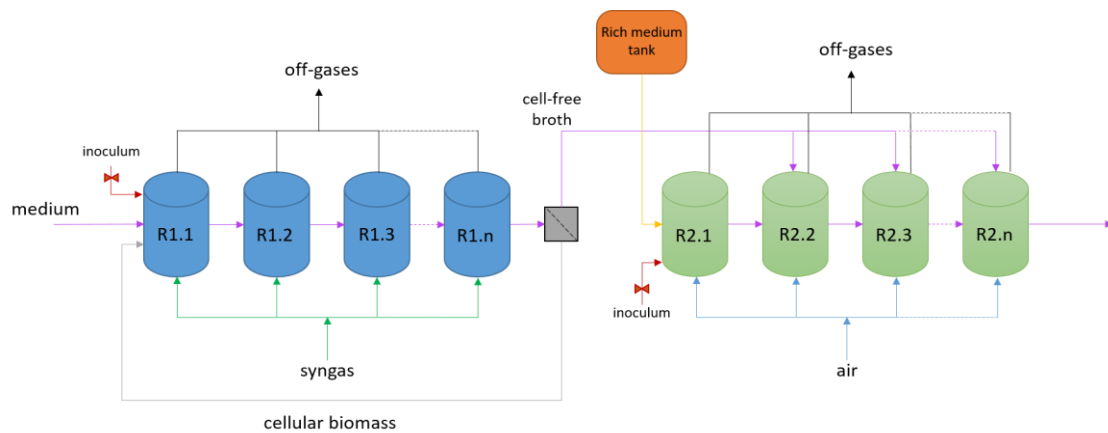 Rich medium
tank
off-gases
off-gases
cell-free
broth
inoculum
medium
R1.1
R1.2
R1.3
R1.n
R2.1
R2.2
R2.3
R2.n
inoculum
syngas
air
cellular biomass